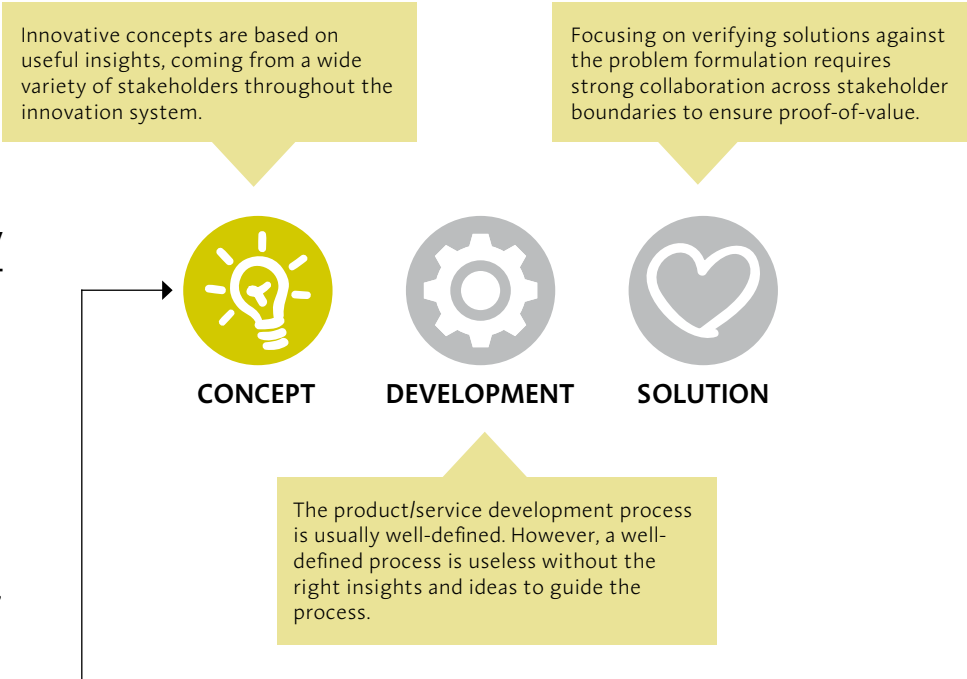 Innovative concepts are based on
useful insights, coming from a wide
variety of stakeholders throughout the
innovation system.
Focusing on verifying solutions against
the problem formulation requires
strong collaboration across stakeholder
boundaries to ensure proof-of-value.
CONCEPT
DEVELOPMENT
SOLUTION
The product/service development process
is usually well-defined. However, a well-
defined process is useless without the
right insights and ideas to guide the
process.